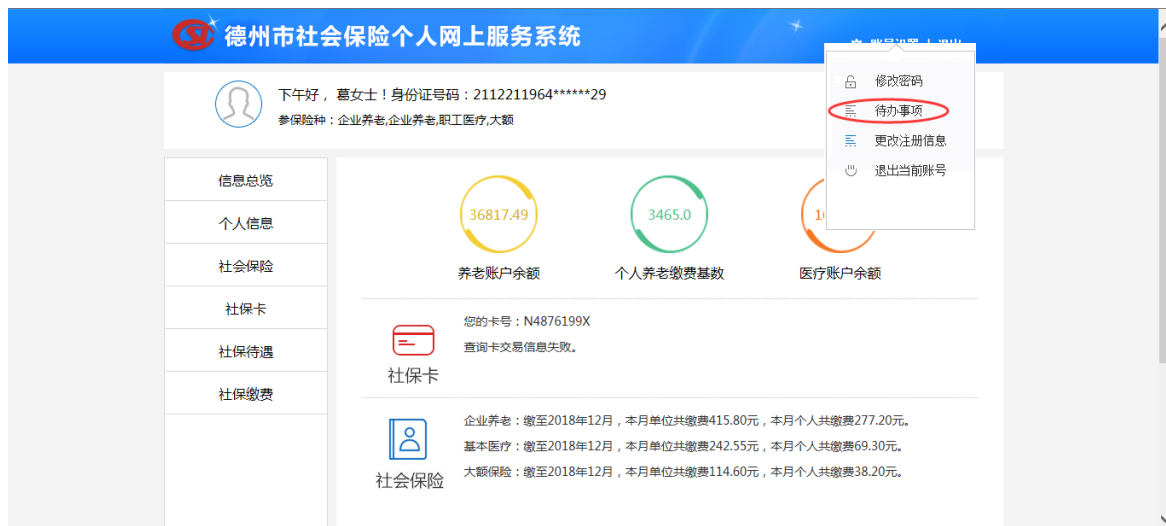 德州市社会保险个人网上服务系统
账号设置 | 退出
修改密码
待办事项
更改注册信息
退出当前账号
下午好，葛女士！身份证号码：2112211964******29
参保险种：企业养老,企业养老,职工医疗,大额
信息总览
个人信息
社会保险
社保卡
社保待遇
社保缴费
36817.49
3465.0
养老账户余额
个人养老缴费基数
医疗账户余额
社保卡
您的卡号：N4876199X
查询卡交易信息失败。
社会保险
企业养老：缴至2018年12月，本月单位共缴费415.80元，本月个人共缴费277.20元。
基本医疗：缴至2018年12月，本月单位共缴费242.55元，本月个人共缴费69.30元。
大额保险：缴至2018年12月，本月单位共缴费114.60元，本月个人共缴费38.20元。